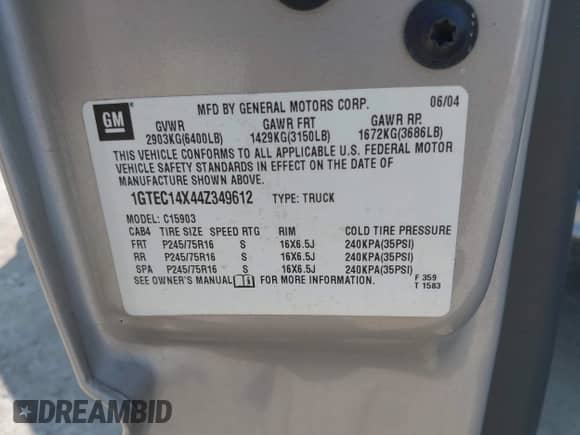 GM
MFD BY GENERAL MOTORS CORP. 06/04
GVWR GAWR FRT GAWR RR.
2903KG(6400LB) 1429KG(3150LB) 1672KG(3686LB)
THIS VEHICLE CONFORMS TO ALL APPLICABLE U.S. FEDERAL MOTOR
VEHICLE SAFETY STANDARDS IN EFFECT ON THE DATE OF
MANUFACTURE SHOWN ABOVE.
1GTEC14X44Z349612 TYPE: TRUCK
MODEL: C15903
CAB4 TIRE SIZE SPEED RTG RIM COLD TIRE PRESSURE
FRT P245/75R16 S 16X6.5J 240KPA(35PSI)
RR P245/75R16 S 16X6.5J 240KPA(35PSI)
SPA P245/75R16 S 16X6.5J 240KPA(35PSI)
SEE OWNER'S MANUAL FOR MORE INFORMATION.
F 359
T 1583
DREAMBID